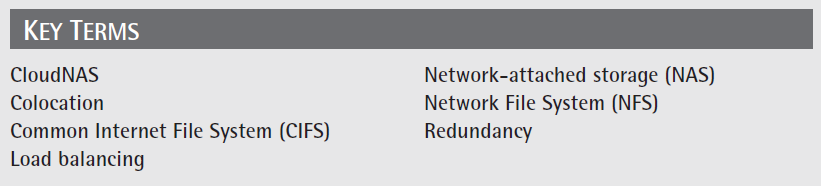 KEY TERMS
CloudNAS
Colocation
Common Internet File System (CIFS)
Load balancing
Network-attached storage (NAS)
Network File System (NFS)
Redundancy